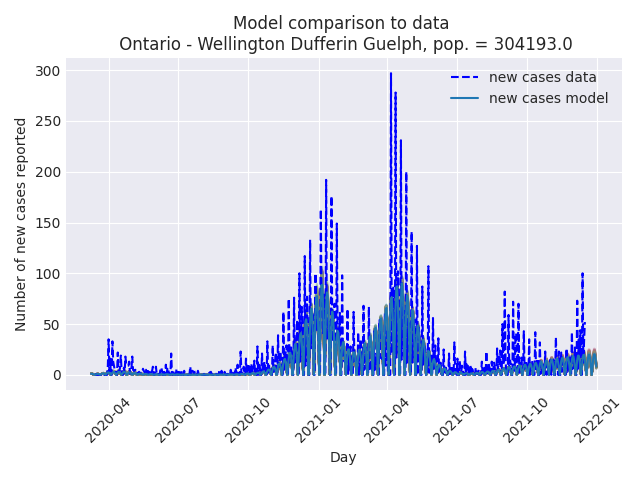 Model comparison to data
Ontario - Wellington Dufferin Guelph, pop. = 304193.0
new cases data
new cases model
Number of new cases reported
300
250
200
150
100
50
0
2020-04
2020-07
2020-10
2021-01
2021-04
2021-07
2021-10
2022-01
Day